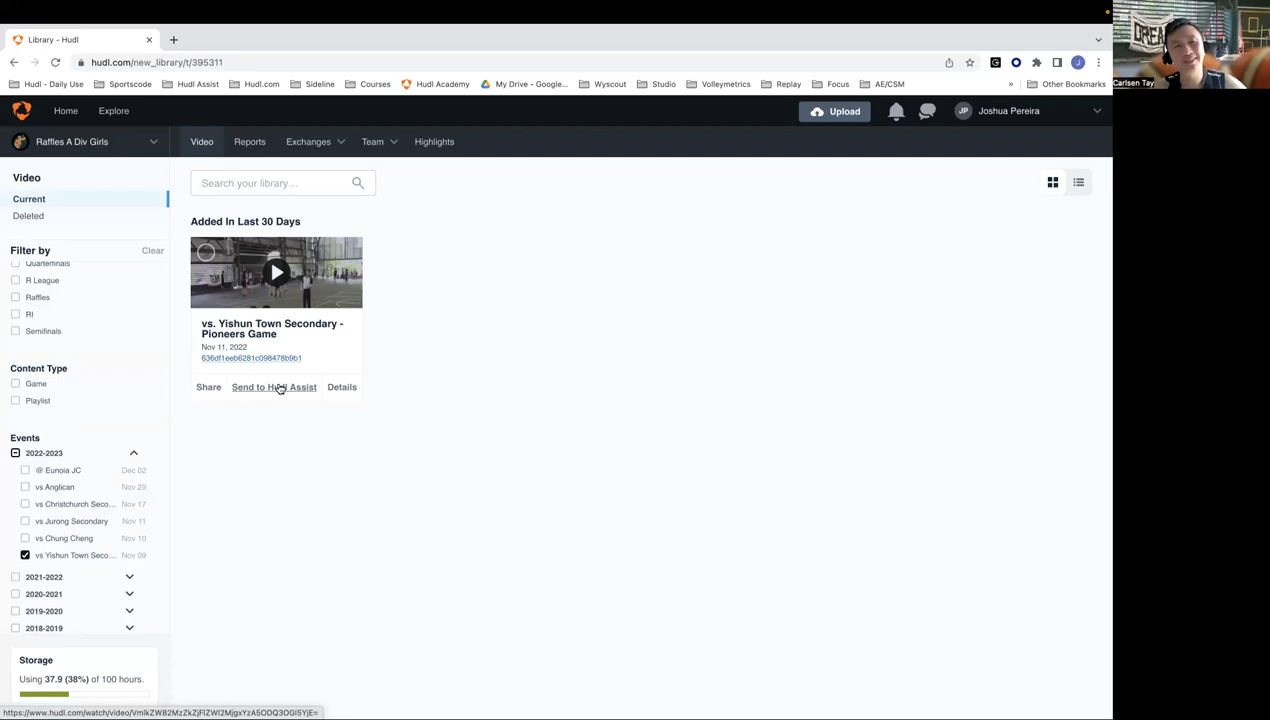 Library - Hudl
hudl.com/new_library/t/395311
Hudl - Daily Use
Sportscode
Hudl Assist
Hudl.com
Sideline
Courses
Hudl Academy
My Drive - Google...
Wyscout
Studio
Volleymetrics
Replay
Focus
AE/CSM
»
Other Bookmarks
Carlsen Tay
Home
Explore
Upload
JP
Joshua Pereira
Raffles A Div Girls
Video
Reports
Exchanges
Team
Highlights
Video
Current
Deleted
Search your library...
Filter by
Clear
Quarterfinals
R League
Raffles
RI
Semifinals
Content Type
Game
Playlist
Events
2022-2023
@ Eunoia JC Dec 02
vs Anglican Nov 29
vs Christchurch Seco... Nov 17
vs Jurong Secondary Nov 11
vs Chung Cheng Nov 10
vs Yishun Town Seco... Nov 09
2021-2022
2020-2021
2019-2020
2018-2019
Storage
Using 37.9 (38%) of 100 hours.
Added In Last 30 Days
vs. Yishun Town Secondary -
Pioneers Game
Nov 11, 2022
636df1eeb6281c098478b9b1
Share
Send to Hudl Assist
Details